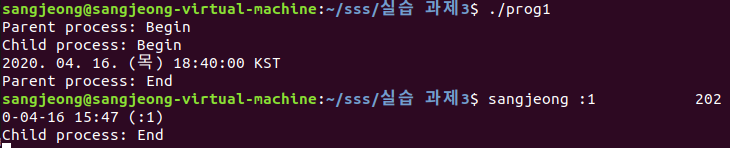 sangjeong@sangjeong-virtual-machine:~/sss/실습 과제3$ ./prog1
Parent process: Begin
Child process: Begin
2020. 04. 16. (목) 18:40:00 KST
Parent process: End
sangjeong@sangjeong-virtual-machine:~/sss/실습 과제3$ sangjeong :1           202
0-04-16 15:47 (:1)
Child process: End